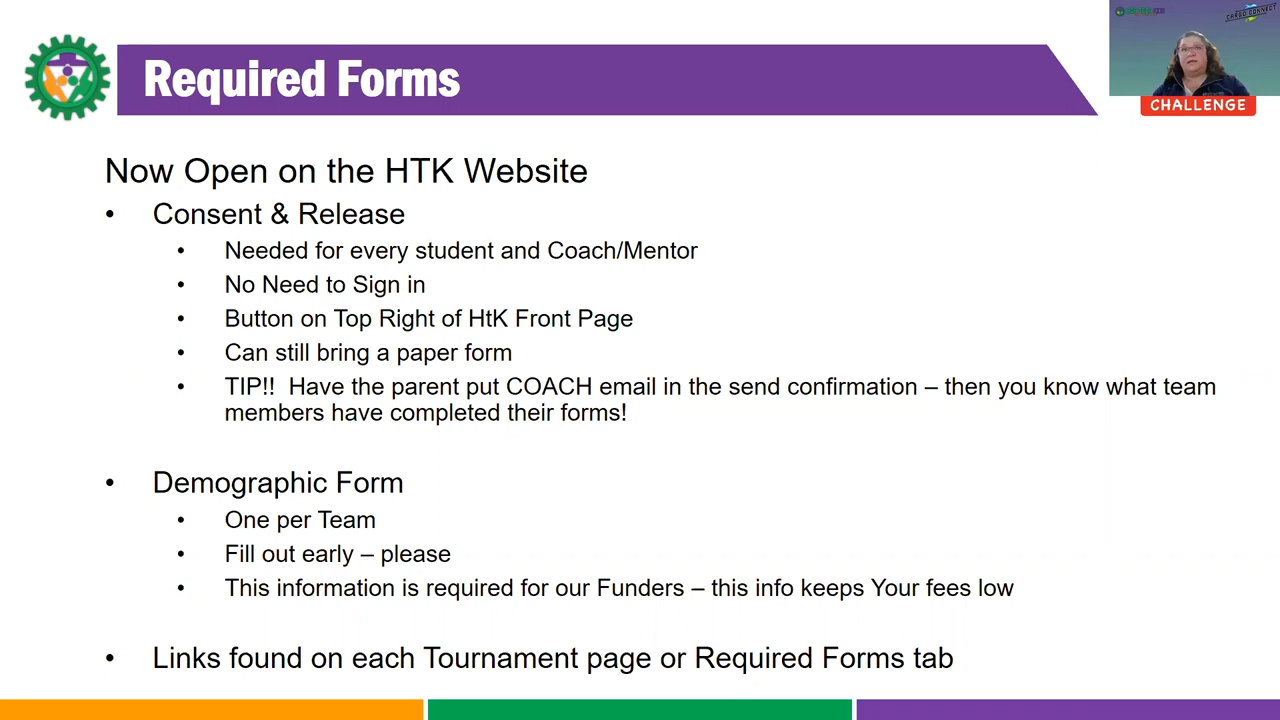 Required Forms
CARGO CONNECT
CHALLENGE
Now Open on the HTK Website
• Consent & Release
• Needed for every student and Coach/Mentor
• No Need to Sign in
• Button on Top Right of HtK Front Page
• Can still bring a paper form
• TIP!!  Have the parent put COACH email in the send confirmation – then you know what team
members have completed their forms!
• Demographic Form
• One per Team
• Fill out early – please
• This information is required for our Funders – this info keeps Your fees low
• Links found on each Tournament page or Required Forms tab